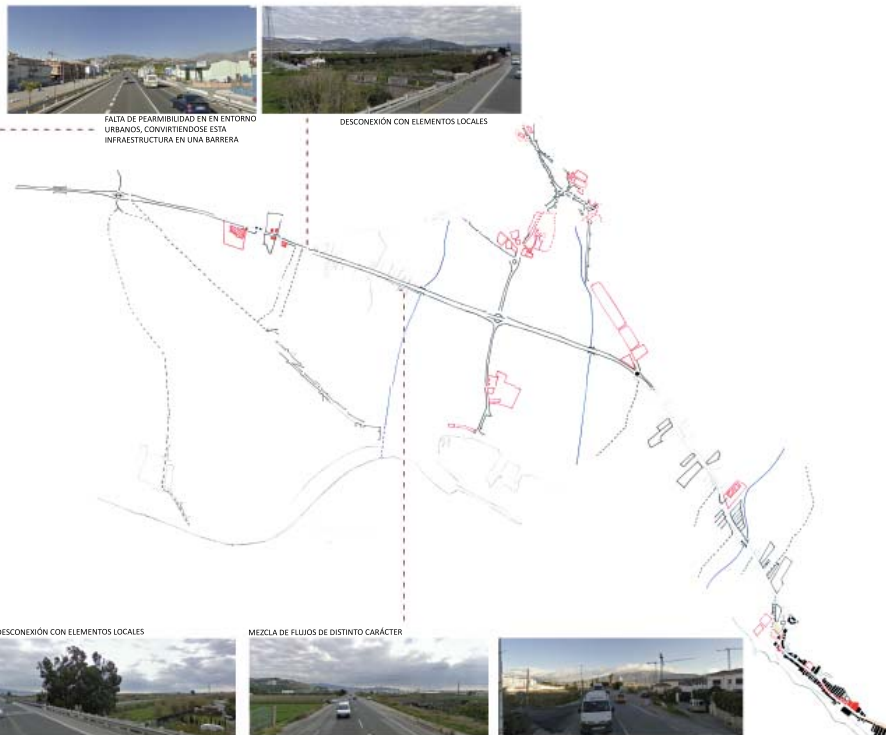 FALTA DE PEARMIBILIDAD EN EN ENTORNO
URBANOS, CONVIRTIENDOSE ESTA
INFRAESTRUCTURA EN UNA BARRERA
DESCONEXIÓN CON ELEMENTOS LOCALES
DESCONEXIÓN CON ELEMENTOS LOCALES
MEZCLA DE FLUJOS DE DISTINTO CARÁCTER